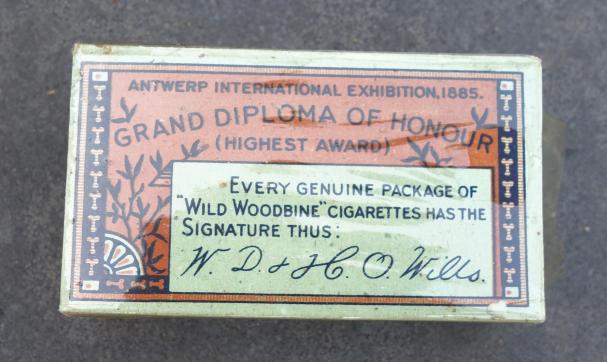 ANTWERP INTERNATIONAL EXHIBITION, 1885.
GRAND DIPLOMA OF HONOUR
(HIGHEST AWARD)
EVERY GENUINE PACKAGE OF
"WILD WOODBINE" CIGARETTES HAS THE
SIGNATURE THUS:
W. D. & H. O. Wills.